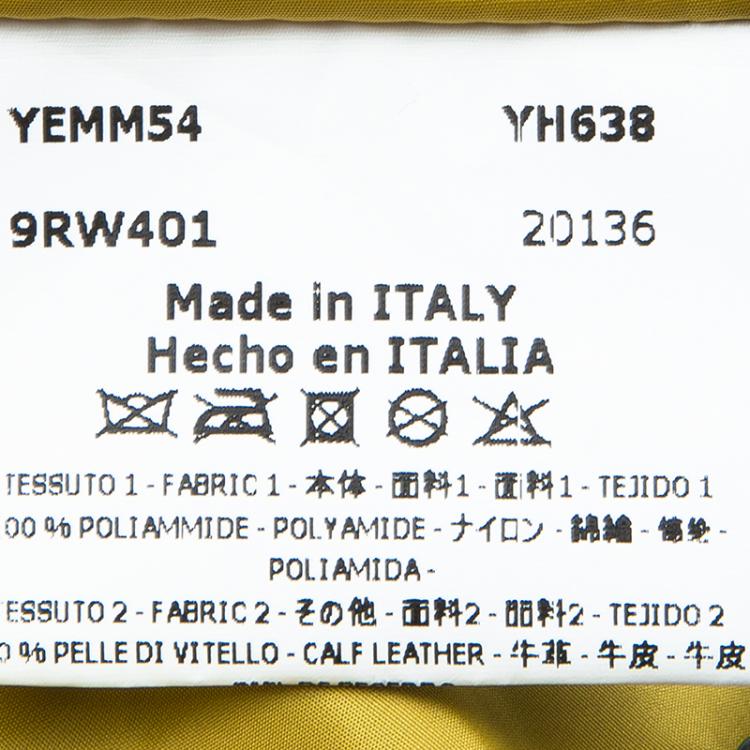 YEMM54 YH638
9RW401 20136
Made in ITALY
Hecho en ITALIA
TESSUTO 1 - FABRIC 1 - 本体 - 面料1 - 面料1 - TEJIDO 1
00 % POLIAMMIDE - POLYAMIDE - ナイロン -
POLIAMIDA -
ESSUTO 2 - FABRIC 2 - その他 - 面料2 - 面料2 - TEJIDO 2
0 % PELLE DI VITELLO - CALF LEATHER - 牛革 - 牛皮 - 牛皮